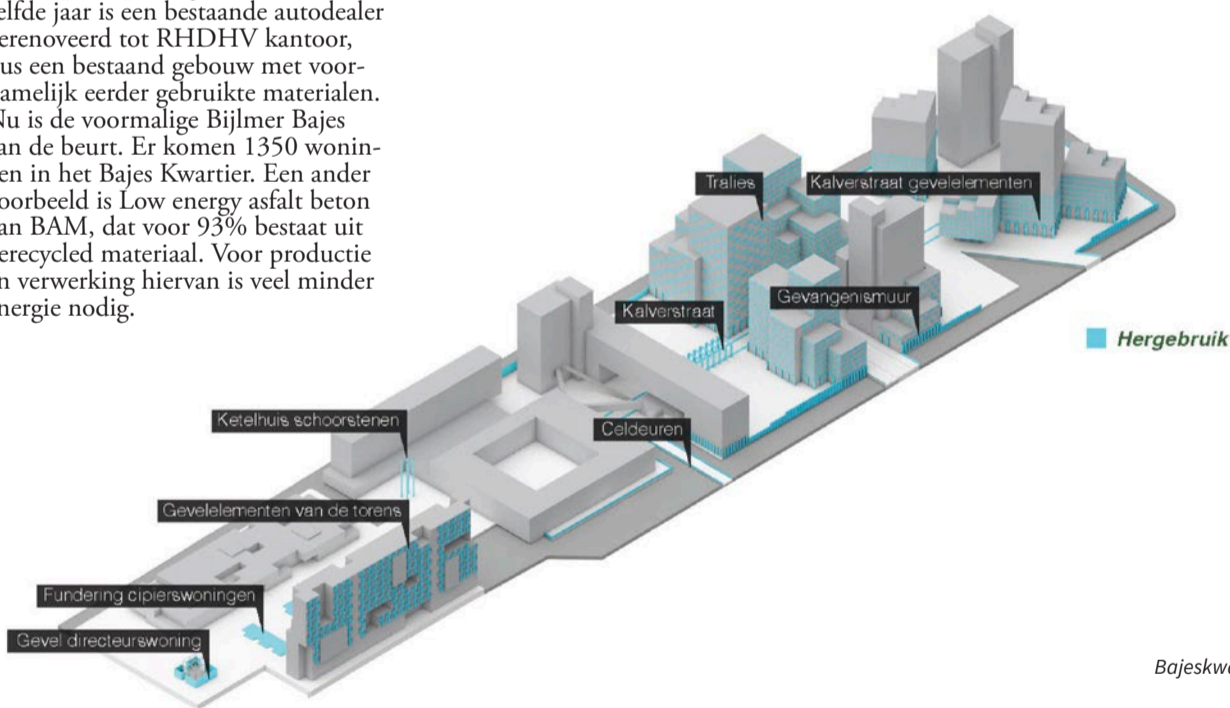 elfde jaar is een bestaande autodealer
erenoveerd tot RHDHV kantoor,
us een bestaand gebouw met voor-
amelijk eerder gebruikte materialen.
Nu is de voormalige Bijlmer Bajes
an de beurt. Er komen 1350 wonin-
en in het Bajes Kwartier. Een ander
oorbeeld is Low energy asfalt beton
an BAM, dat voor 93% bestaat uit
erecycled materiaal. Voor productie
n verwerking hiervan is veel minder
nergie nodig.
Tralies
Kalverstraat gevelelementen
Gevangenismuur
Kalverstraat
Hergebruik
Ketelhuis schoorstenen
Celdeuren
Gevelelementen van de torens
Fundering cipierswoningen
Gevel directeurswoning
Bajeskwa